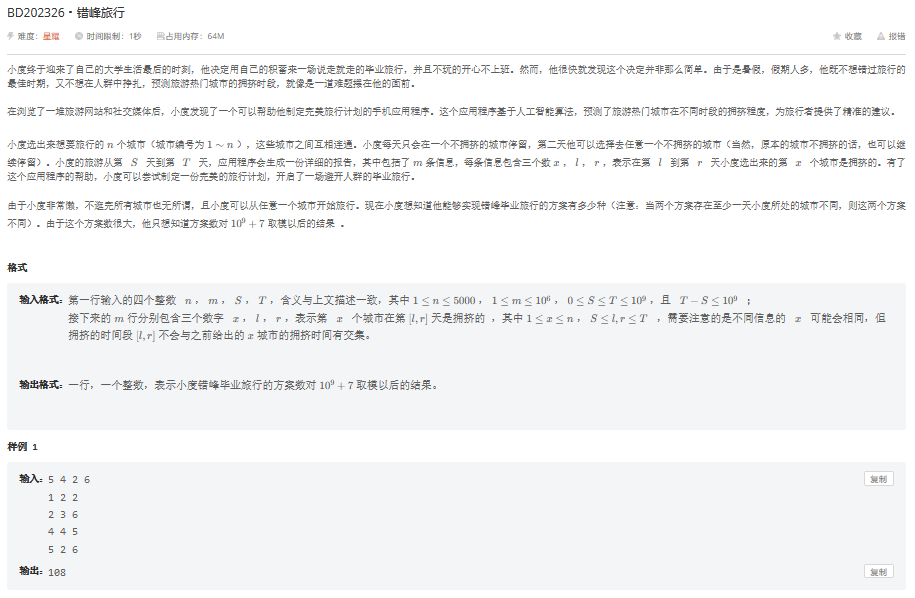 BD202326 · 错峰旅行
难度：星耀 时间限制：1秒 占用内存：64M 收藏 报错
小度终于迎来了自己的大学生活最后的时刻，他决定用自己的积蓄来一场说走就走的毕业旅行，并且不玩的开心不上班。然而，他很快就发现这个决定并非那么简单。由于是暑假，假期人多，他既不想错过旅行的
最佳时期，又不想在人群中挣扎，预测旅游热门城市的拥挤时段，就像是一道难题摆在他的面前。
在浏览了一堆旅游网站和社交媒体后，小度发现了一个可以帮助他制定完美旅行计划的手机应用程序。这个应用程序基于人工智能算法，预测了旅游热门城市在不同时段的拥挤程度，为旅行者提供了精准的建议。
小度选出来想要旅行的 n 个城市（城市编号为 1 ∼ n ），这些城市之间互相连通。小度每天只会在一个不拥挤的城市停留，第二天他可以选择去任意一个不拥挤的城市（当然，原本的城市不拥挤的话，也可以继
续停留）。小度的旅游从第 S 天到第 T 天，应用程序会生成一份详细的报告，其中包括了 m 条信息，每条信息包含三个数 x ， l ， r ，表示在第 l 到第 r 天小度选出来的第 x 个城市是拥挤的。有了
这个应用程序的帮助，小度可以尝试制定一份完美的旅行计划，开启了一场避开人群的毕业旅行。
由于小度非常懒，不逛完所有城市也无所谓，且小度可以从任意一个城市开始旅行。现在小度想知道他能够实现错峰毕业旅行的方案有多少种（注意：当两个方案存在至少一天小度所处的城市不同，则这两个方案
不同）。由于这个方案数很大，他只想知道方案数对 10⁹ + 7 取模以后的结果 。
格式
输入格式：第一行输入的四个整数 n ， m ， S ， T ，含义与上文描述一致，其中 1 ≤ n ≤ 5000 ， 1 ≤ m ≤ 10⁶ ， 0 ≤ S ≤ T ≤ 10⁹ ，且 T − S ≤ 10⁹ ；
接下来的 m 行分别包含三个数字 x ， l ， r ，表示第 x 个城市在第 [l, r] 天是拥挤的 ，其中 1 ≤ x ≤ n ， S ≤ l, r ≤ T ，需要注意的是不同信息的 x 可能会相同，但
拥挤的时间段 [l, r] 不会与之前给出的 x 城市的拥挤时间有交集。
输出格式：一行，一个整数，表示小度错峰毕业旅行的方案数对 10⁹ + 7 取模以后的结果。
样例 1
输入：5 4 2 6 复制
1 2 2
2 3 6
4 4 5
5 2 6
输出：108 复制